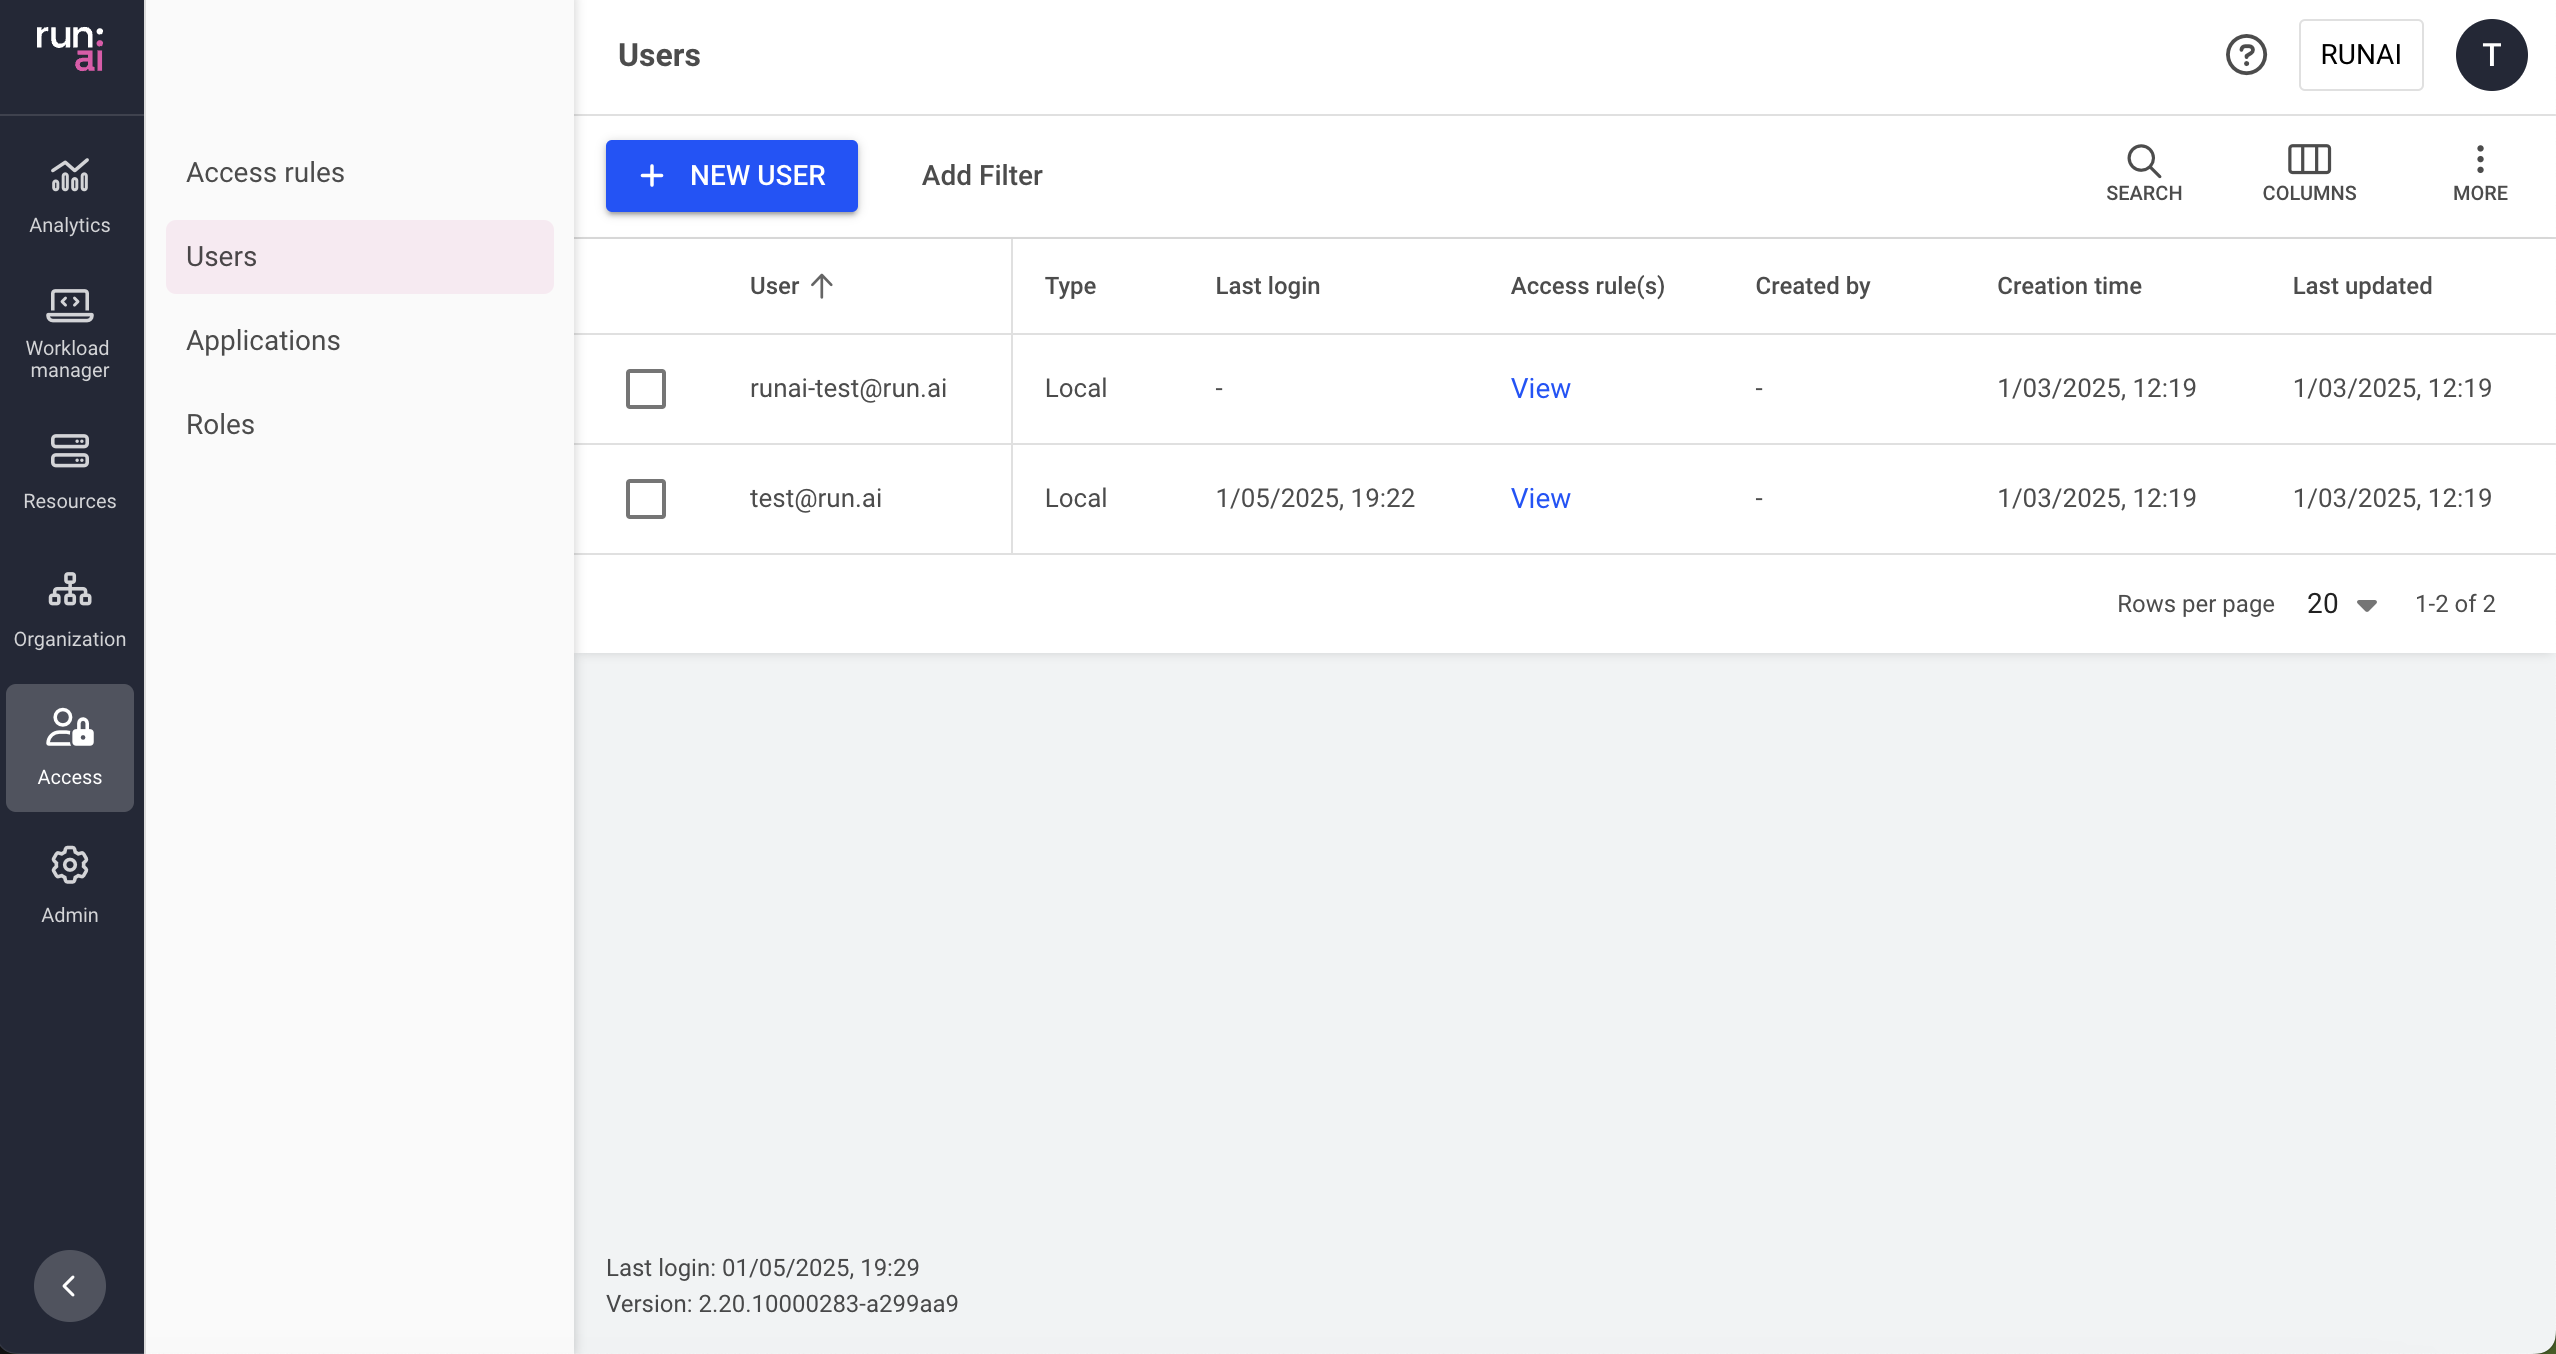 run:
ai
Analytics
Workload
manager
Resources
Organization
Access
Admin
Access rules
Users
Applications
Roles
Users
RUNAI
T
NEW USER
Add Filter
SEARCH
COLUMNS
MORE
User Type Last login Access rule(s) Created by Creation time Last updated
runai-test@run.ai Local - View - 1/03/2025, 12:19 1/03/2025, 12:19
test@run.ai Local 1/05/2025, 19:22 View - 1/03/2025, 12:19 1/03/2025, 12:19
Rows per page 20 1-2 of 2
Last login: 01/05/2025, 19:29
Version: 2.20.10000283-a299aa9